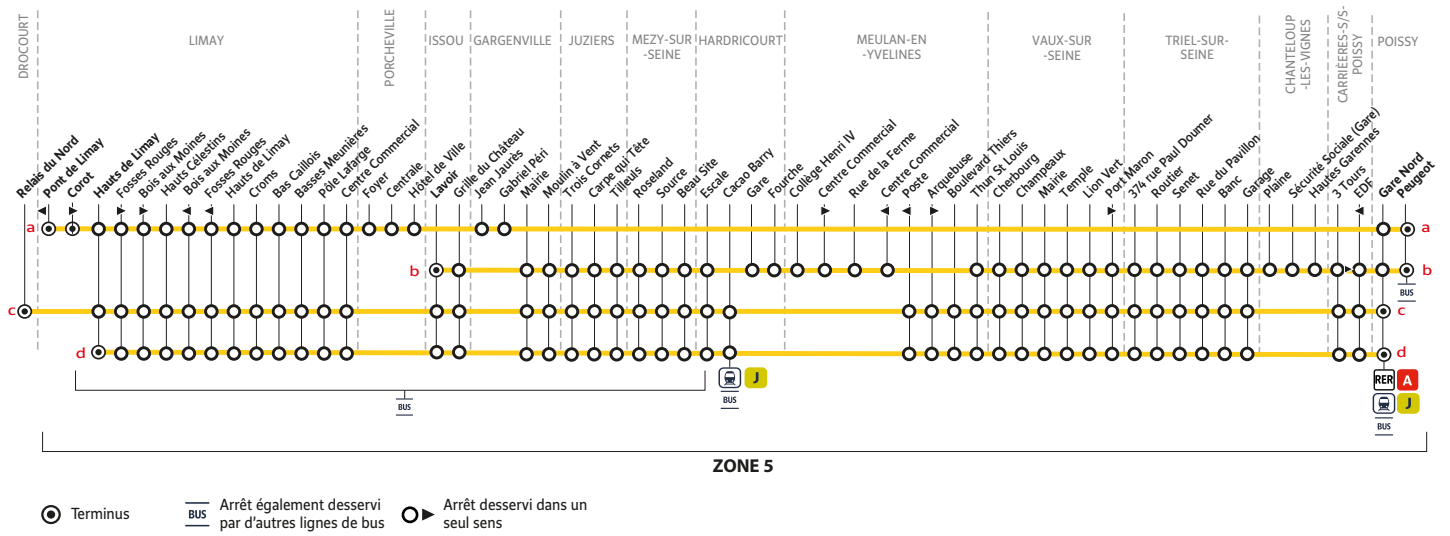 DROCOURT
LIMAY
PORCHEVILLE
ISSOU
GARGENVILLE
JUZIERS
MEZY-SUR
-SEINE
HARDRICOURT
MEULAN-EN
-YVELINES
VAUX-SUR
-SEINE
TRIEL-SUR-
SEINE
CHANTELOUP
-LES-VIGNES
CARRIÈERES-S/S-
POISSY
POISSY
Relais du Nord
Pont de Limay
Corot
Hauts de Limay
Fosses Rouges
Bois aux Moines
Hauts Célestins
Bois aux Moines
Fosses Rouges
Hauts de Limay
Croms
Bas Caillois
Basses Meunières
Pôle Lafarge
Centre Commercial
Foyer
Centrale
Hôtel de Ville
Lavoir
Grille du Château
Jean Jaurès
Gabriel Péri
Mairie
Moulin à Vent
Trois Cornets
Carpe qui Tête
Tilleuls
Roseland
Source
Beau Site
Escale
Cacao Barry
Gare
Fourche
Collège Henri IV
Centre Commercial
Rue de la Ferme
Centre Commercial
Poste
Arquebuse
Boulevard Thiers
Thun St Louis
Cherbourg
Champeaux
Mairie
Temple
Lion Vert
Port Maron
374 rue Paul Doumer
Routier
Senet
Rue du Pavillon
Banc
Garage
Plaine
Sécurité Sociale (Gare)
Hautes Garennes
3 Tours
EDF
Gare Nord
Peugeot
a
a
b
b
BUS
c
c
d
d
J
BUS
BUS
RER A
J
BUS
ZONE 5
Terminus
BUS
Arrêt également desservi
par d'autres lignes de bus
Arrêt desservi dans un
seul sens